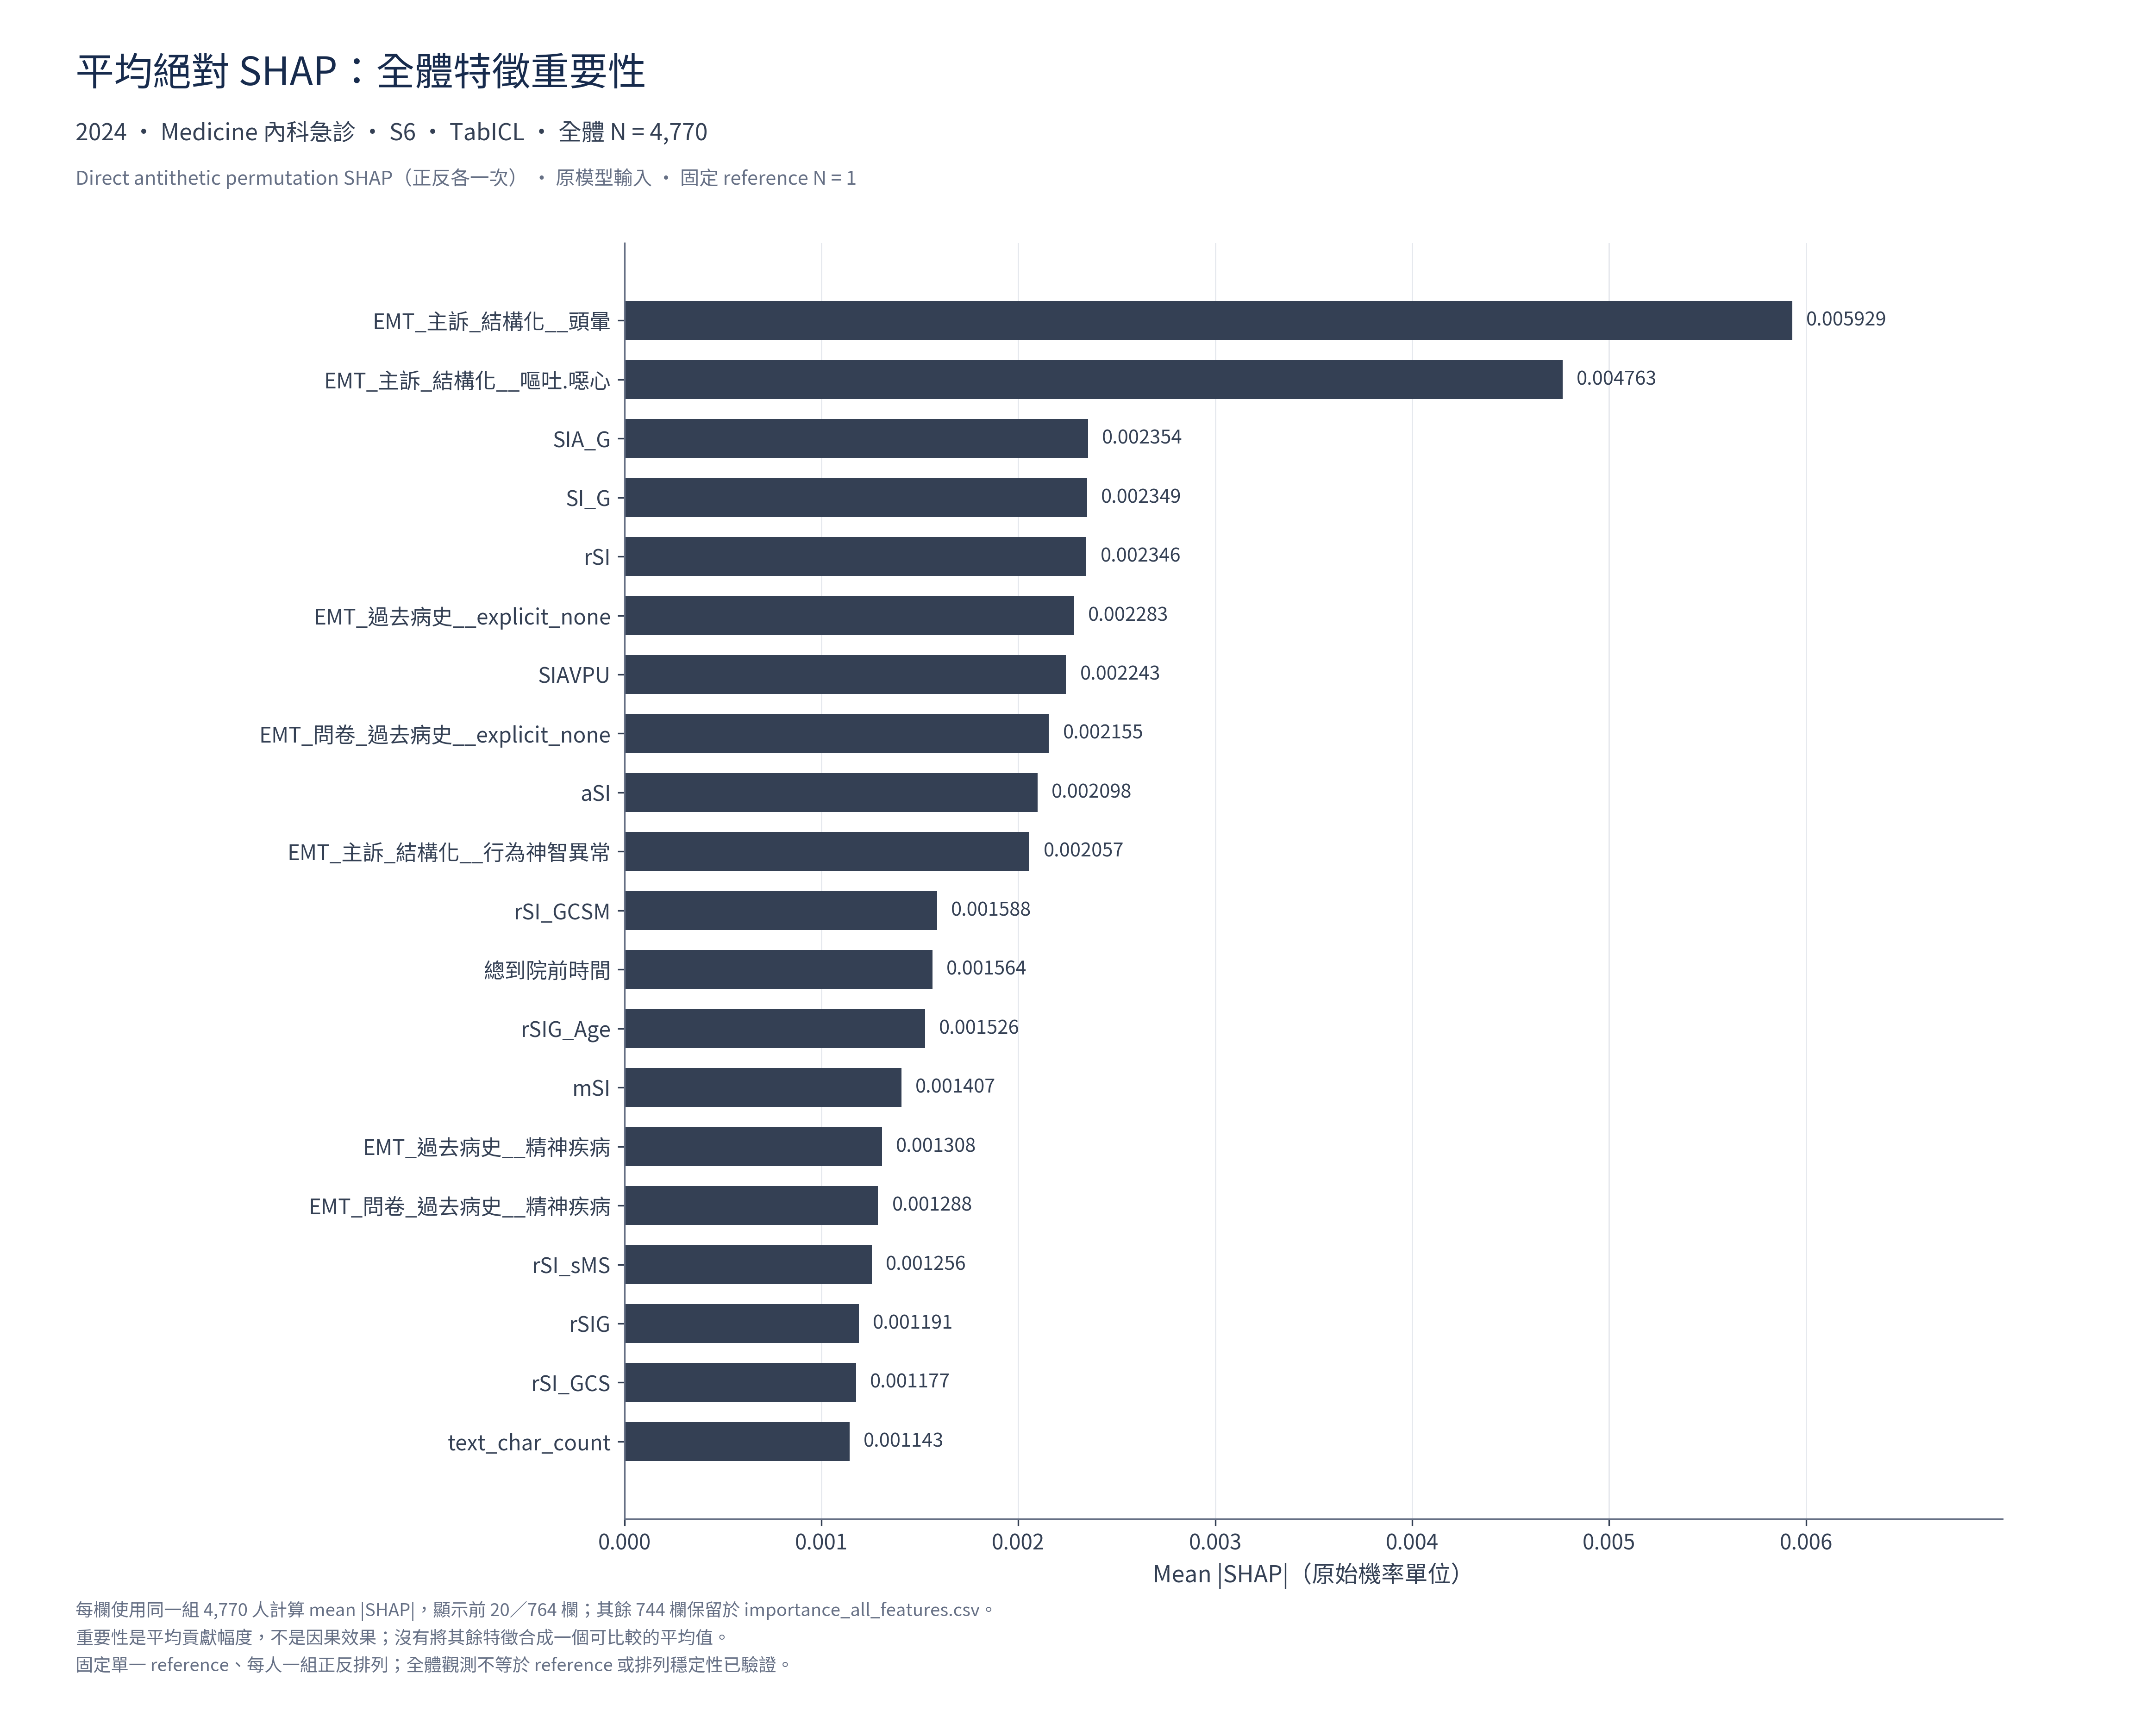 平均絕對 SHAP：全體特徵重要性
2024 • Medicine 內科急診 • S6 • TabICL • 全體 N = 4,770
Direct antithetic permutation SHAP（正反各一次） • 原模型輸入 • 固定 reference N = 1
EMT_主訴_結構化__頭暈 0.005929
EMT_主訴_結構化__嘔吐.噁心 0.004763
SIA_G 0.002354
SI_G 0.002349
rSI 0.002346
EMT_過去病史__explicit_none 0.002283
SIAVPU 0.002243
EMT_問卷_過去病史__explicit_none 0.002155
aSI 0.002098
EMT_主訴_結構化__行為神智異常 0.002057
rSI_GCSM 0.001588
總到院前時間 0.001564
rSIG_Age 0.001526
mSI 0.001407
EMT_過去病史__精神疾病 0.001308
EMT_問卷_過去病史__精神疾病 0.001288
rSI_sMS 0.001256
rSIG 0.001191
rSI_GCS 0.001177
text_char_count 0.001143
0.000 0.001 0.002 0.003 0.004 0.005 0.006
Mean |SHAP|（原始機率單位）
每欄使用同一組 4,770 人計算 mean |SHAP|，顯示前 20／764 欄；其餘 744 欄保留於 importance_all_features.csv。
重要性是平均貢獻幅度，不是因果效果；沒有將其餘特徵合成一個可比較的平均值。
固定單一 reference、每人一組正反排列；全體觀測不等於 reference 或排列穩定性已驗證。